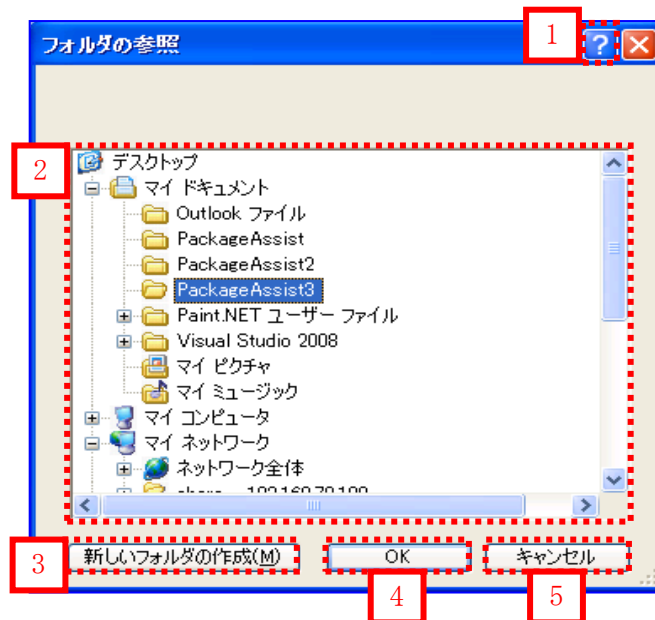 フォルダの参照
1
2
デスクトップ
マイ ドキュメント
Outlook ファイル
PackageAssist
PackageAssist2
PackageAssist3
Paint.NET ユーザー ファイル
Visual Studio 2008
マイ ピクチャ
マイ ミュージック
マイ コンピュータ
マイ ネットワーク
ネットワーク全体
3
新しいフォルダの作成(M)
OK
キャンセル
4
5